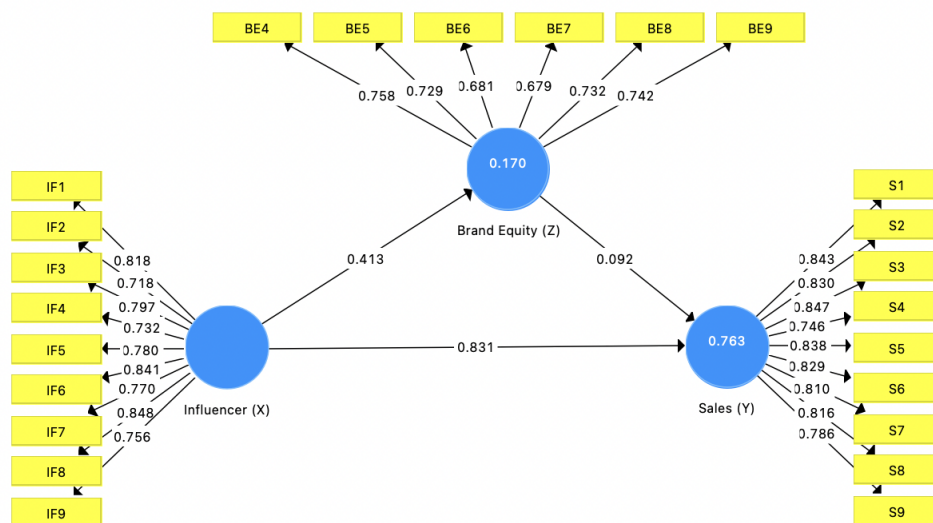 BE4 BE5 BE6 BE7 BE8 BE9
0.758 0.729 0.681 0.679 0.732 0.742
0.170
Brand Equity (Z)
IF1
IF2
IF3
IF4
IF5
IF6
IF7
IF8
IF9
0.818
0.718
0.797
0.732
0.780
0.841
0.770
0.848
0.756
Influencer (X)
0.413
0.092
0.831
0.763
Sales (Y)
0.843
0.830
0.847
0.746
0.838
0.829
0.810
0.816
0.786
S1
S2
S3
S4
S5
S6
S7
S8
S9